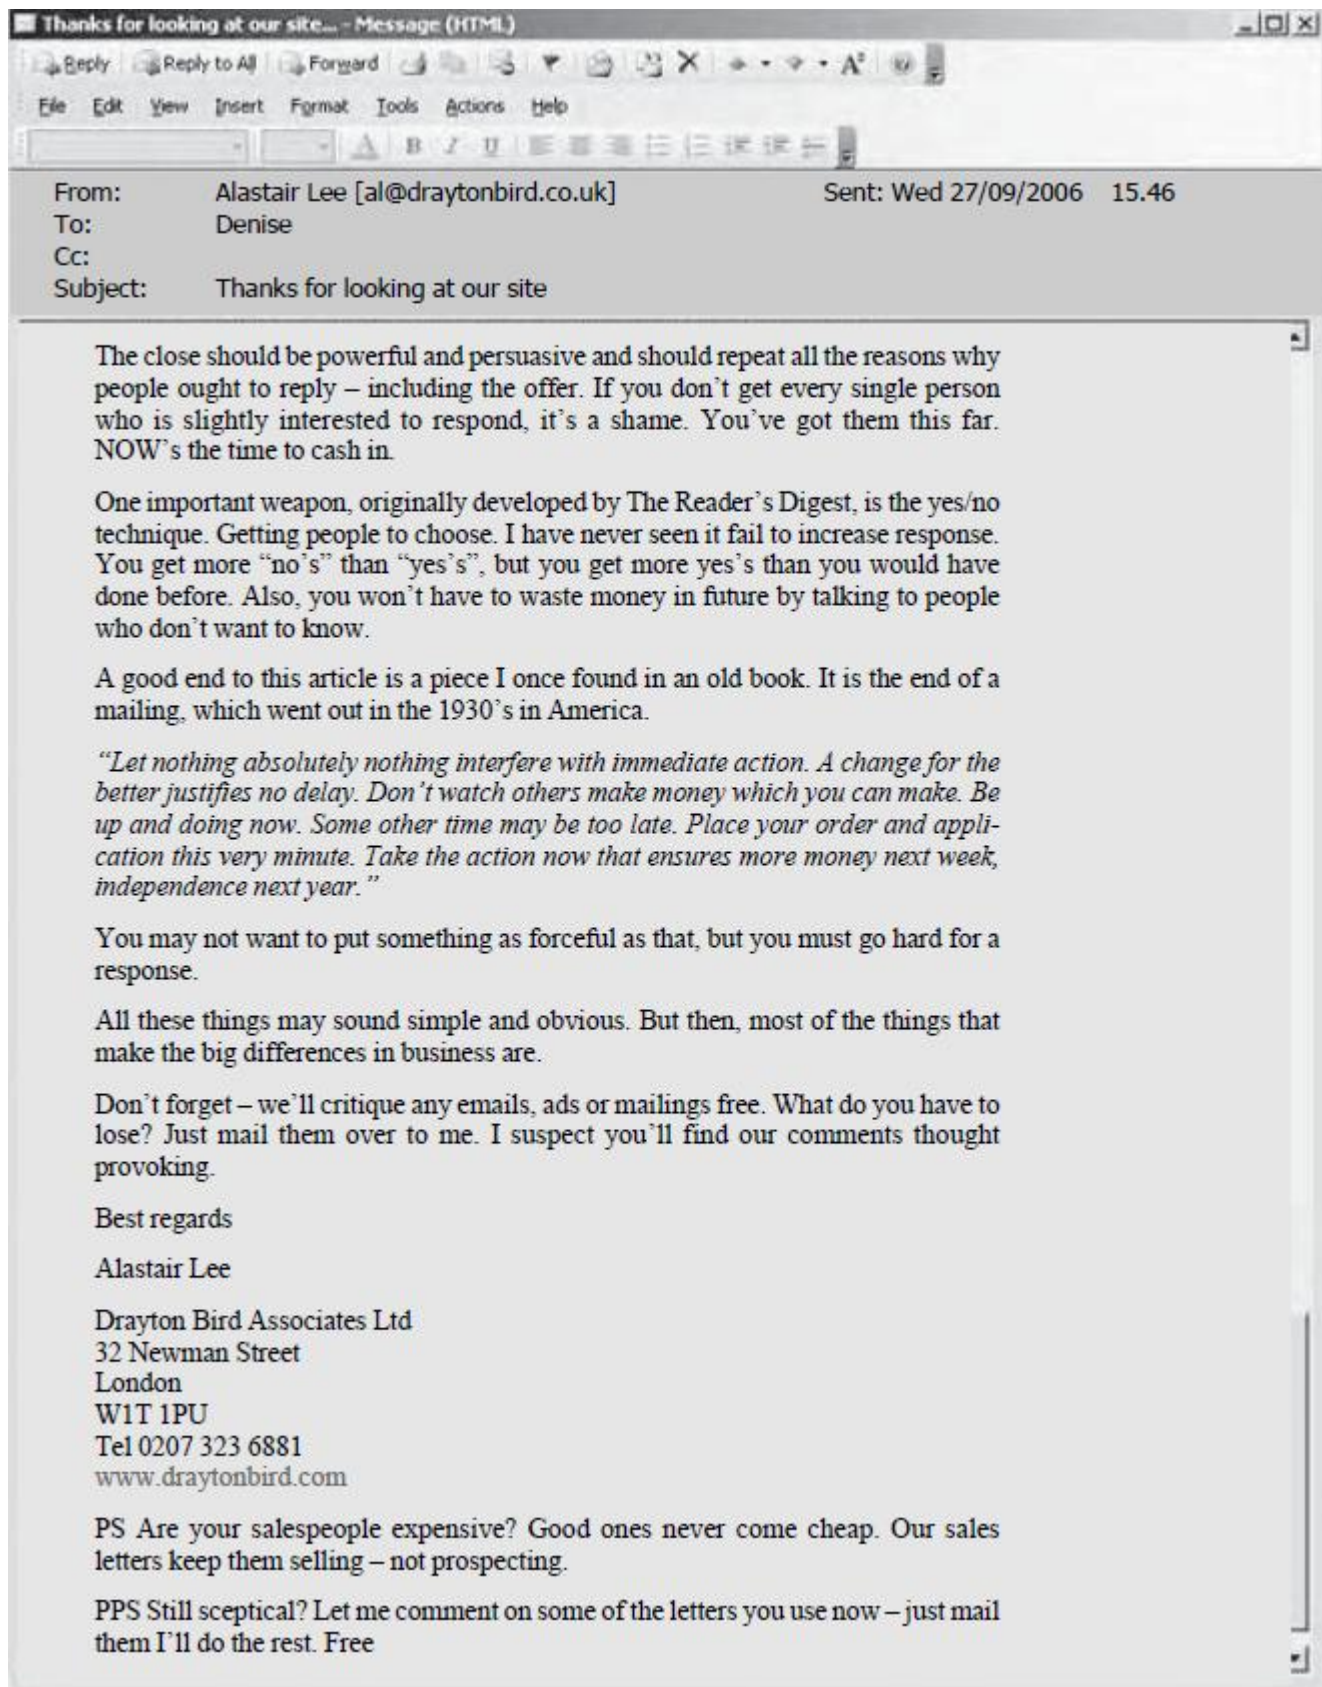 Thanks for looking at our site... - Message (HTML)
Reply Reply to All Forward
File Edit View Insert Format Tools Actions Help
A B I U
From: Alastair Lee [al@draytonbird.co.uk] Sent: Wed 27/09/2006 15.46
To: Denise
Cc:
Subject: Thanks for looking at our site
The close should be powerful and persuasive and should repeat all the reasons why
people ought to reply – including the offer. If you don’t get every single person
who is slightly interested to respond, it’s a shame. You’ve got them this far.
NOW’s the time to cash in.
One important weapon, originally developed by The Reader’s Digest, is the yes/no
technique. Getting people to choose. I have never seen it fail to increase response.
You get more “no’s” than “yes’s”, but you get more yes’s than you would have
done before. Also, you won’t have to waste money in future by talking to people
who don’t want to know.
A good end to this article is a piece I once found in an old book. It is the end of a
mailing, which went out in the 1930’s in America.
“Let nothing absolutely nothing interfere with immediate action. A change for the
better justifies no delay. Don’t watch others make money which you can make. Be
up and doing now. Some other time may be too late. Place your order and appli-
cation this very minute. Take the action now that ensures more money next week,
independence next year.”
You may not want to put something as forceful as that, but you must go hard for a
response.
All these things may sound simple and obvious. But then, most of the things that
make the big differences in business are.
Don’t forget – we’ll critique any emails, ads or mailings free. What do you have to
lose? Just mail them over to me. I suspect you’ll find our comments thought
provoking.
Best regards
Alastair Lee
Drayton Bird Associates Ltd
32 Newman Street
London
W1T 1PU
Tel 0207 323 6881
www.draytonbird.com
PS Are your salespeople expensive? Good ones never come cheap. Our sales
letters keep them selling – not prospecting.
PPS Still sceptical? Let me comment on some of the letters you use now – just mail
them I’ll do the rest. Free